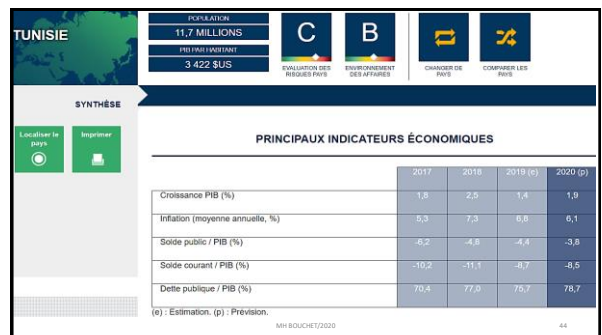 TUNISIE
POPULATION
11,7 MILLIONS
PIB PAR HABITANT
3 422 $US
C
EVALUATION DES
RISQUES PAYS
B
ENVIRONNEMENT
DES AFFAIRES
CHANGER DE
PAYS
COMPARER LES
PAYS
SYNTHÈSE
Localiser le
pays
Imprimer
PRINCIPAUX INDICATEURS ÉCONOMIQUES
2017 2018 2019 (e) 2020 (p)
Croissance PIB (%) 1,8 2,5 1,4 1,9
Inflation (moyenne annuelle, %) 5,3 7,3 6,8 6,1
Solde public / PIB (%) -6,2 -4,8 -4,4 -3,8
Solde courant / PIB (%) -10,2 -11,1 -8,7 -8,5
Dette publique / PIB (%) 70,4 77,0 75,7 78,7
(e) : Estimation. (p) : Prévision.
MH BOUCHET/2020 44